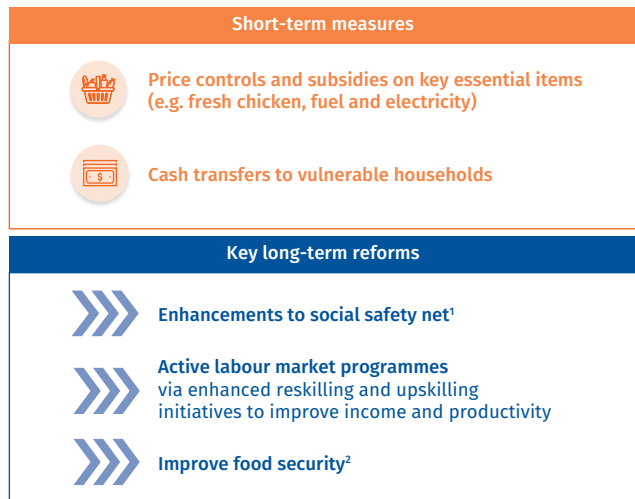 Short-term measures
Price controls and subsidies on key essential items
(e.g. fresh chicken, fuel and electricity)
$
Cash transfers to vulnerable households
Key long-term reforms
Enhancements to social safety net¹
Active labour market programmes
via enhanced reskilling and upskilling
initiatives to improve income and productivity
Improve food security²